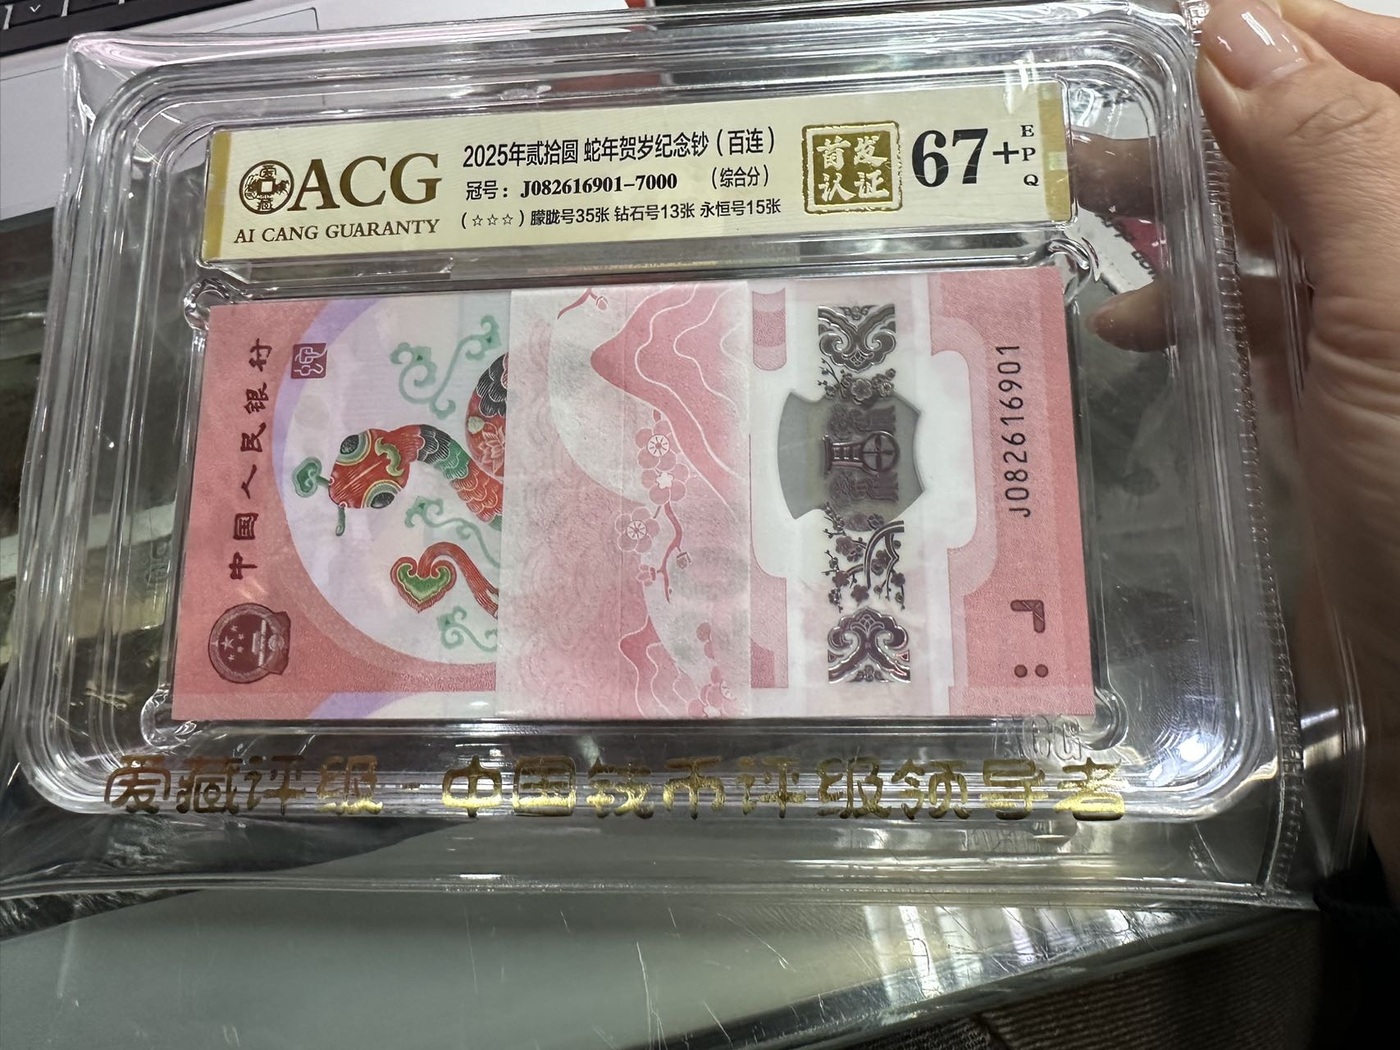 ACG
AI CANG GUARANTY
2025年贰拾圆 蛇年贺岁纪念钞（百连）
冠号：J082616901-7000 （综合分）
（☆☆☆）朦胧号35张 钻石号13张 永恒号15张
首发
认证
67+
EPQ
中国人民银行
J082616901
爱藏评级·中国钱币评级领导者